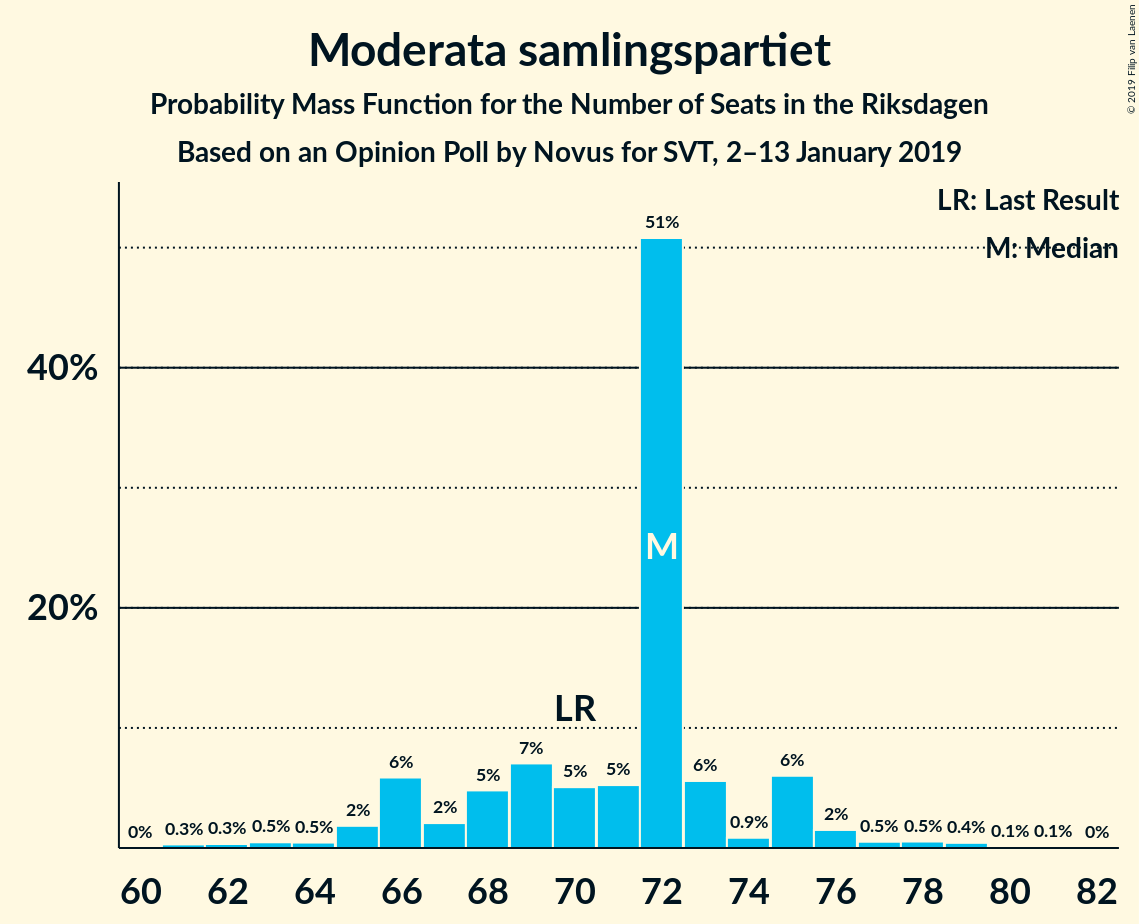 Moderata samlingspartiet
Probability Mass Function for the Number of Seats in the Riksdagen
Based on an Opinion Poll by Novus for SVT, 2–13 January 2019
© 2019 Filip van Laenen
LR: Last Result
M: Median
51%
40%
20%
M
LR
0% 0.3% 0.3% 0.5% 0.5% 2% 6% 2% 5% 7% 5% 5% 6% 0.9% 6% 2% 0.5% 0.5% 0.4% 0.1% 0.1% 0%
60 62 64 66 68 70 72 74 76 78 80 82